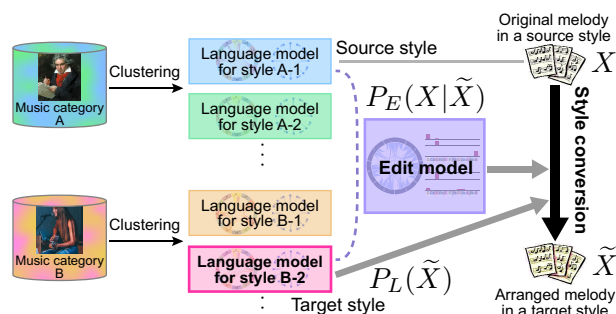 Music category
A
Clustering
Language model
for style A-1
Language model
for style A-2
⋮
Source style
Original melody
in a source style
X
P_E(X|X̃)
Edit model
Style conversion
Music category
B
Clustering
Language model
for style B-1
Language model
for style B-2
⋮
Target style
P_L(X̃)
X̃
Arranged melody
in a target style